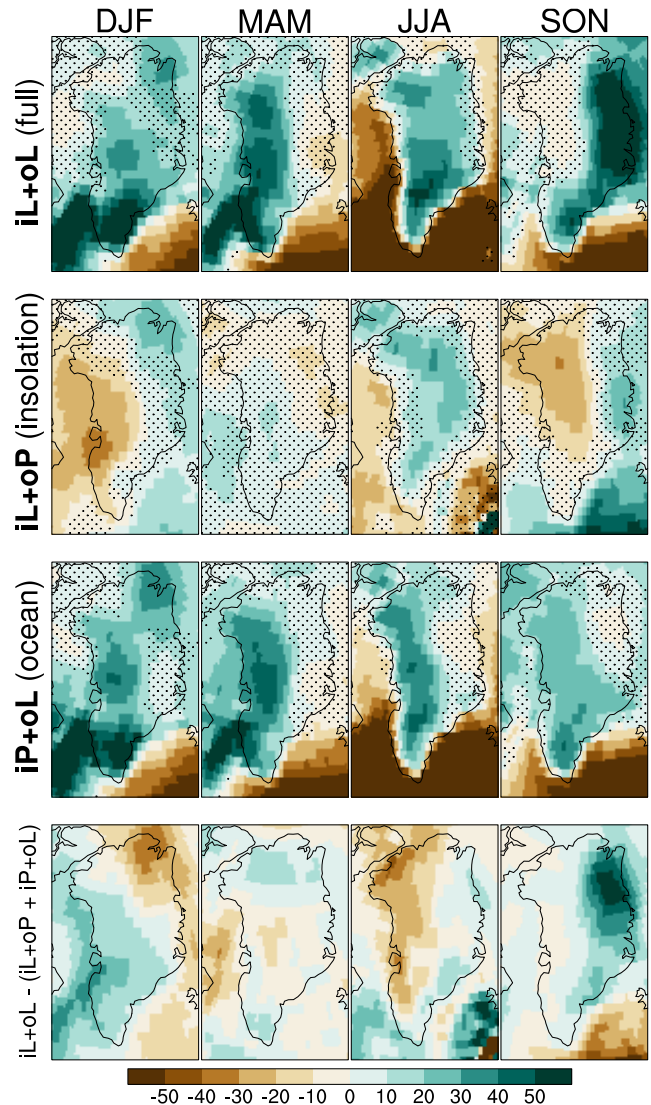 DJF MAM JJA SON
iL+oL (full)
iL+oP (insolation)
iP+oL (ocean)
iL+oL - (iL+oP + iP+oL)
-50 -40 -30 -20 -10 0 10 20 30 40 50